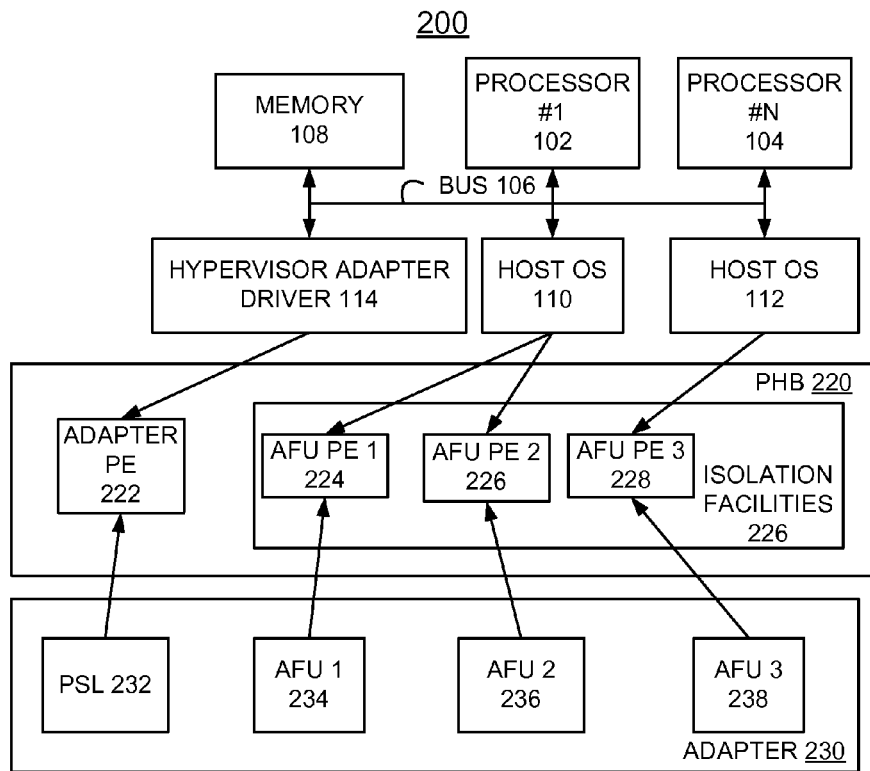 200
MEMORY
108
PROCESSOR
#1
102
PROCESSOR
#N
104
BUS 106
HYPERVISOR ADAPTER
DRIVER 114
HOST OS
110
HOST OS
112
PHB 220
ADAPTER
PE
222
AFU PE 1
224
AFU PE 2
226
AFU PE 3
228
ISOLATION
FACILITIES
226
PSL 232
AFU 1
234
AFU 2
236
AFU 3
238
ADAPTER 230